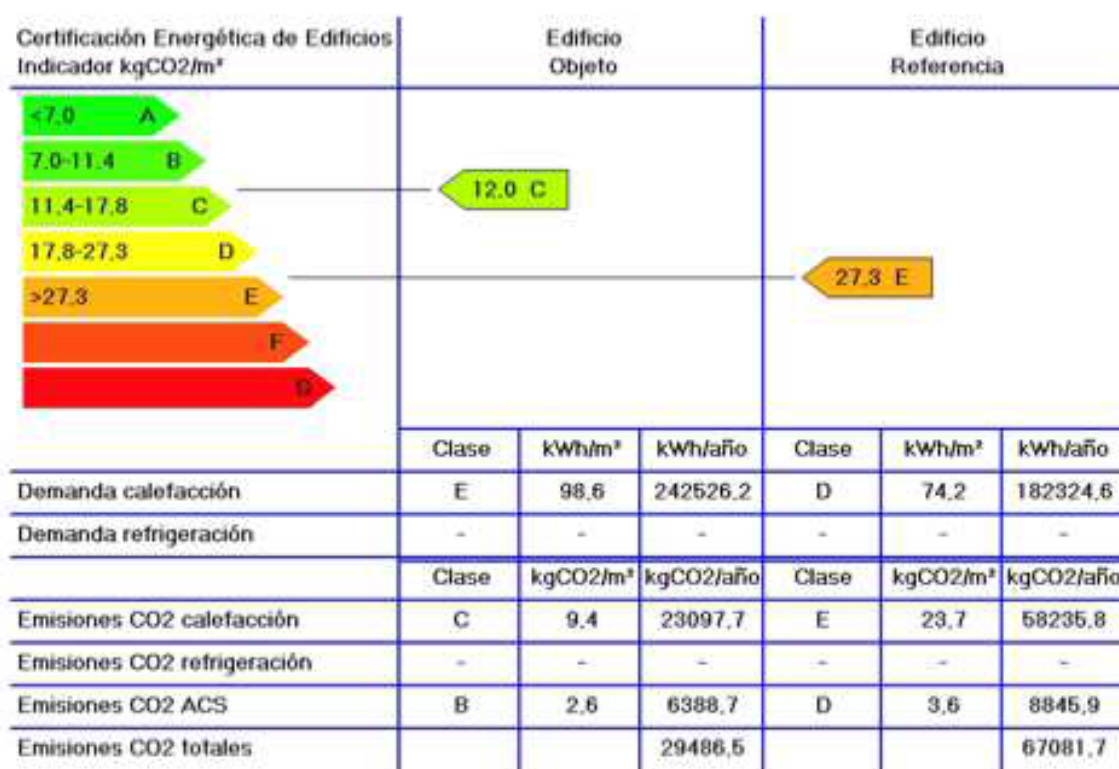 Certificación Energética de Edificios
Indicador kgCO2/m²
Edificio
Objeto
Edificio
Referencia
<7,0 A
7.0-11.4 B
11.4-17.8 C
17.8-27.3 D
>27.3 E
F
G
12.0 C
27.3 E
Clase kWh/m² kWh/año Clase kWh/m² kWh/año
Demanda calefacción E 98,6 242526,2 D 74,2 182324,6
Demanda refrigeración - - - - - -
Clase kgCO2/m² kgCO2/año Clase kgCO2/m² kgCO2/año
Emisiones CO2 calefacción C 9,4 23097,7 E 23,7 58235,8
Emisiones CO2 refrigeración - - - - - -
Emisiones CO2 ACS B 2,6 6388,7 D 3,6 8845,9
Emisiones CO2 totales 29486,5 67081,7